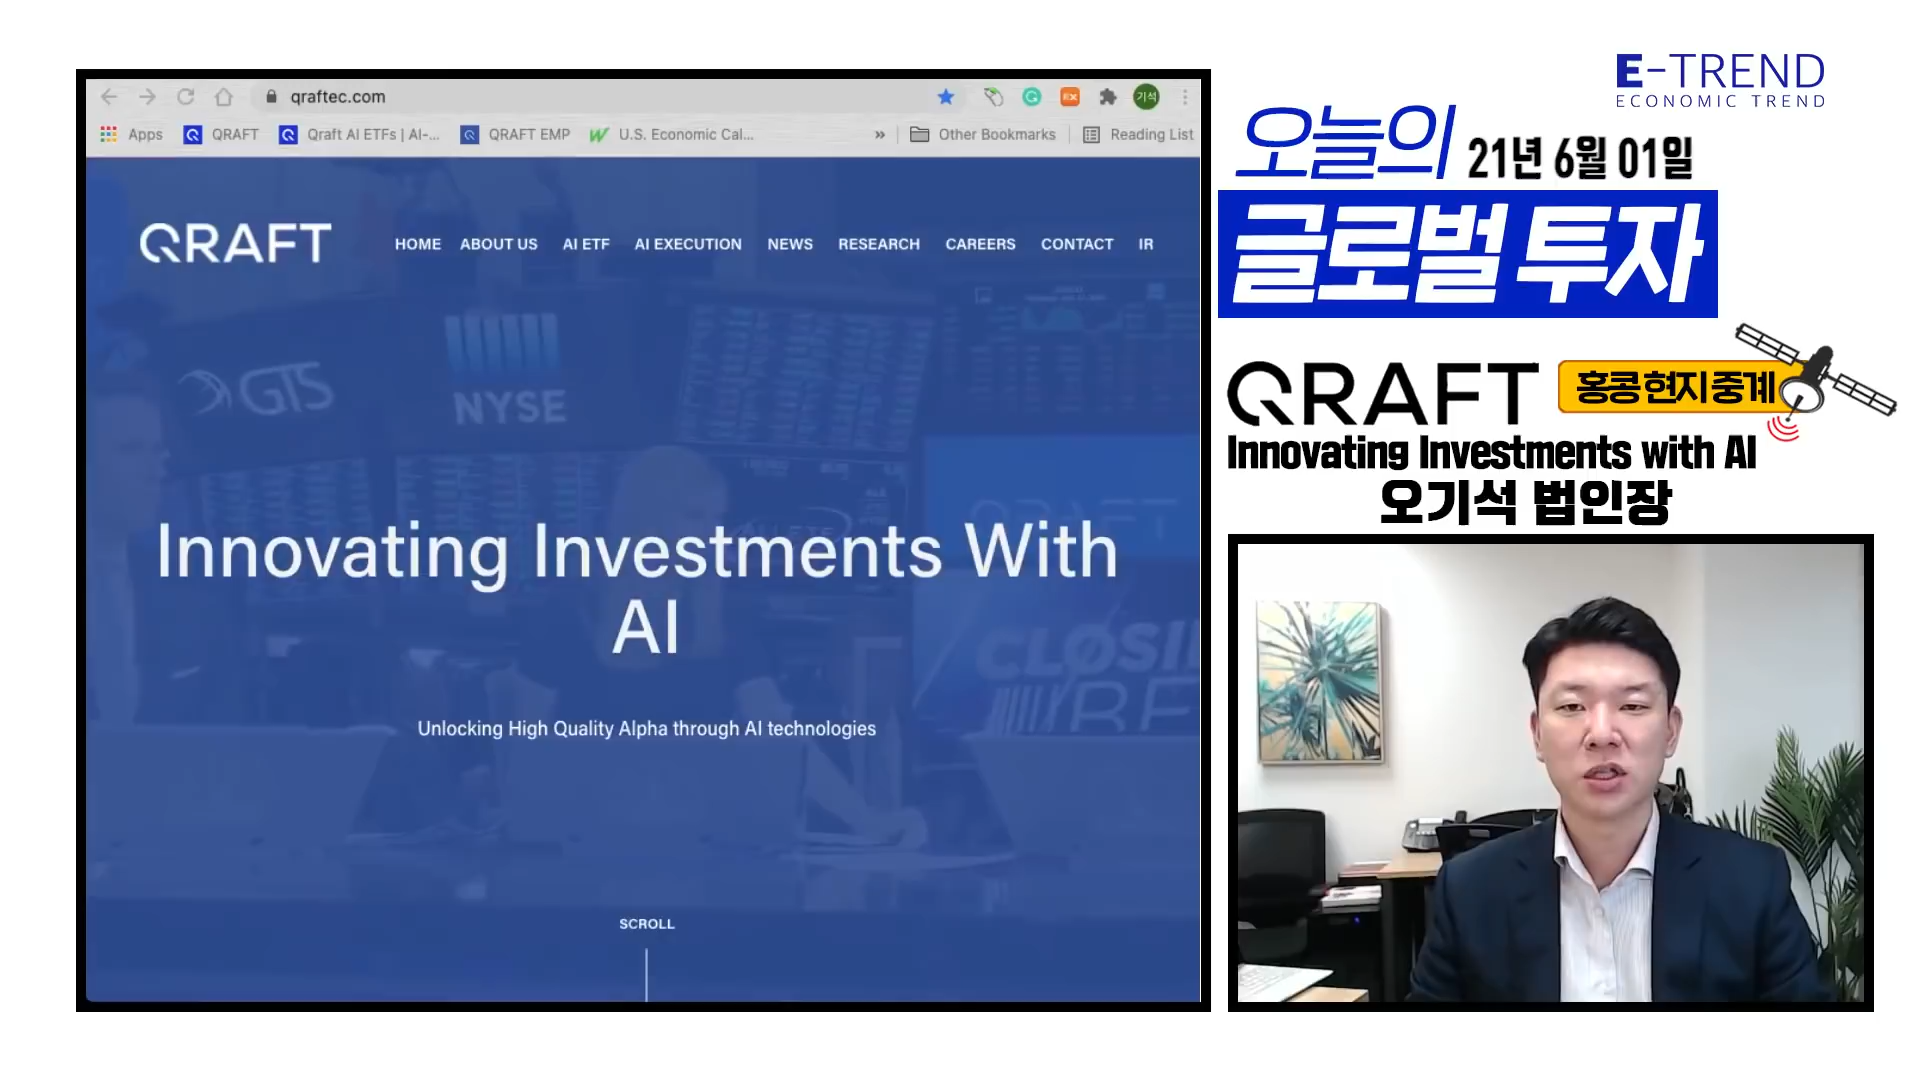 qraftec.com
기석
Apps QRAFT Qraft AI ETFs | AI-... QRAFT EMP U.S. Economic Cal... » Other Bookmarks Reading List
QRAFT
HOME ABOUT US AI ETF AI EXECUTION NEWS RESEARCH CAREERS CONTACT IR
GTS
NYSE
QRAFT
Innovating Investments With
AI
Unlocking High Quality Alpha through AI technologies
SCROLL
E-TREND
ECONOMIC TREND
오늘의 21년 6월 01일
글로벌 투자
QRAFT 홍콩 현지 중계
Innovating Investments with AI
오기석 법인장